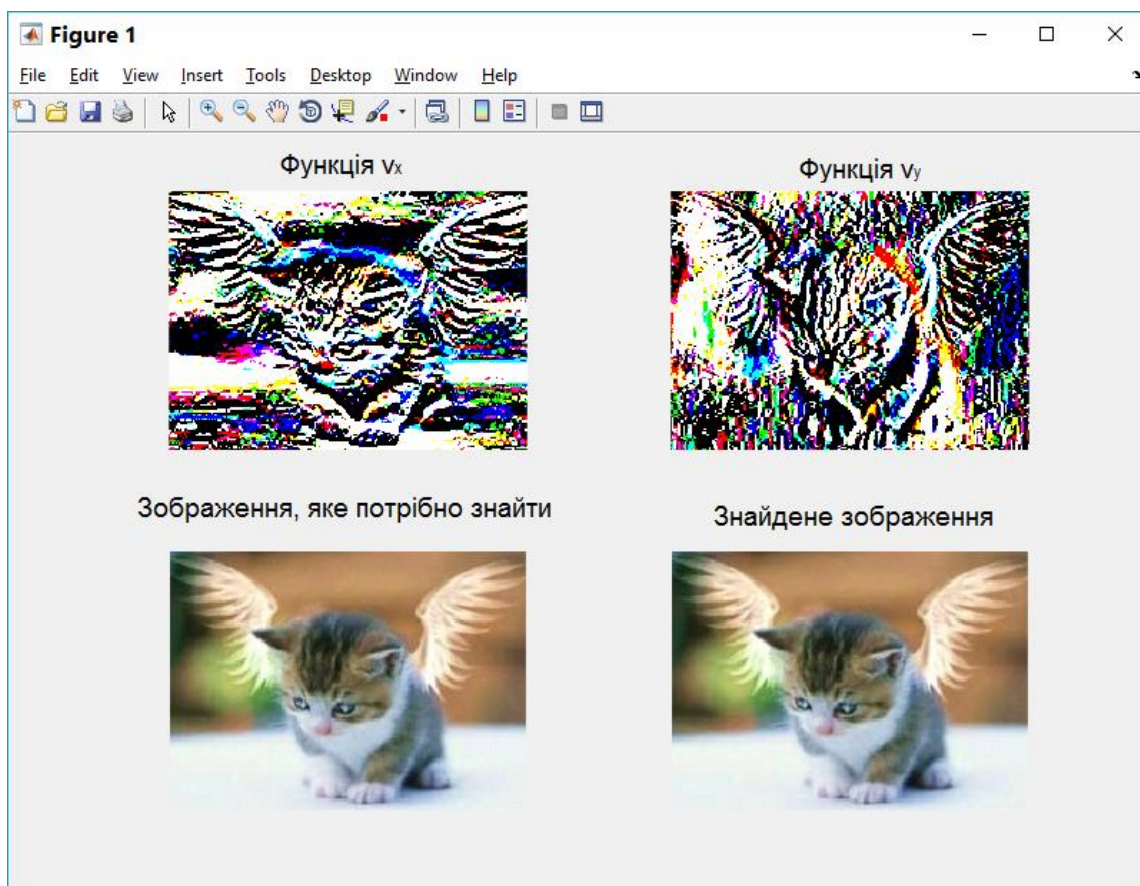 Figure 1
File Edit View Insert Tools Desktop Window Help
Функція vx
Функція vy
Зображення, яке потрібно знайти
Знайдене зображення